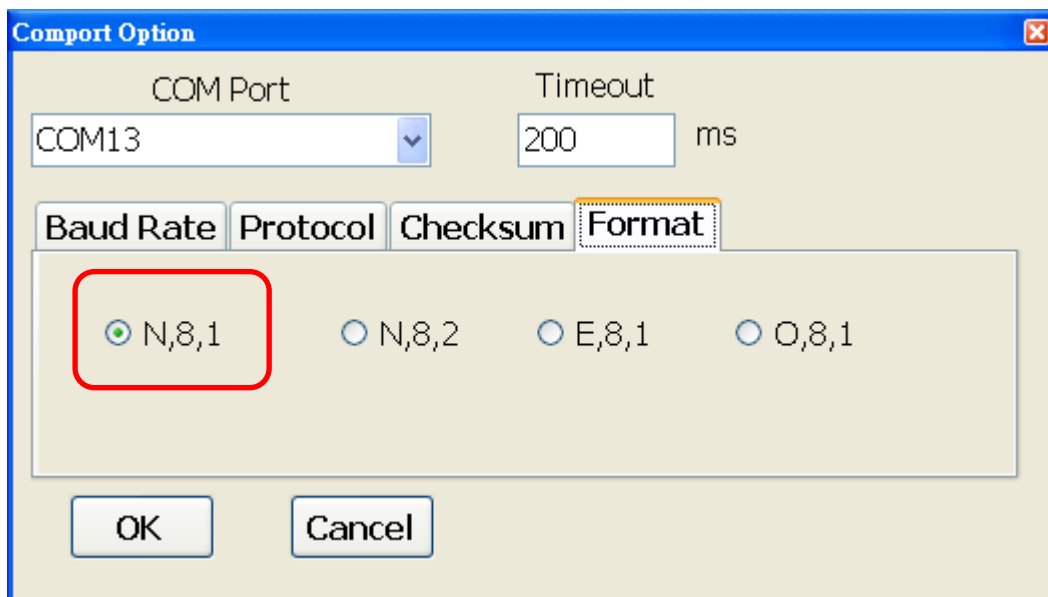 Comport Option
COM Port Timeout
COM13 200 ms
Baud Rate Protocol Checksum Format
N,8,1 N,8,2 E,8,1 O,8,1
OK Cancel